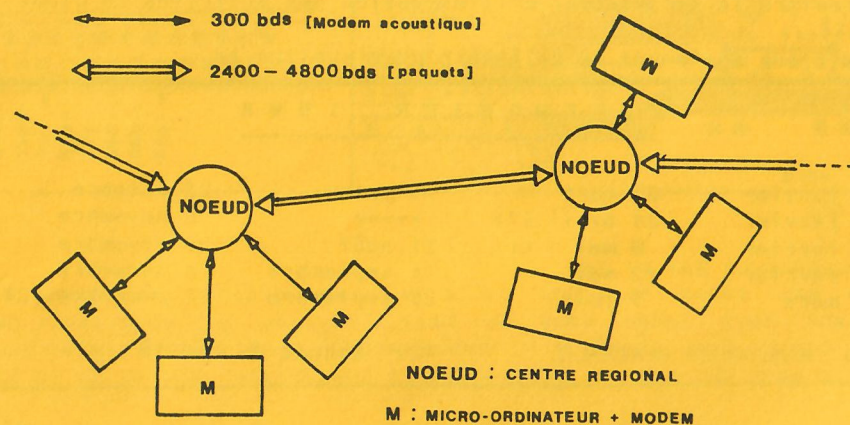 300 bds [Modem acoustique]
2400 - 4800 bds [paquets]
M
NOEUD
NOEUD
M
M
M
M
M
M
NOEUD : CENTRE REGIONAL
M : MICRO-ORDINATEUR + MODEM